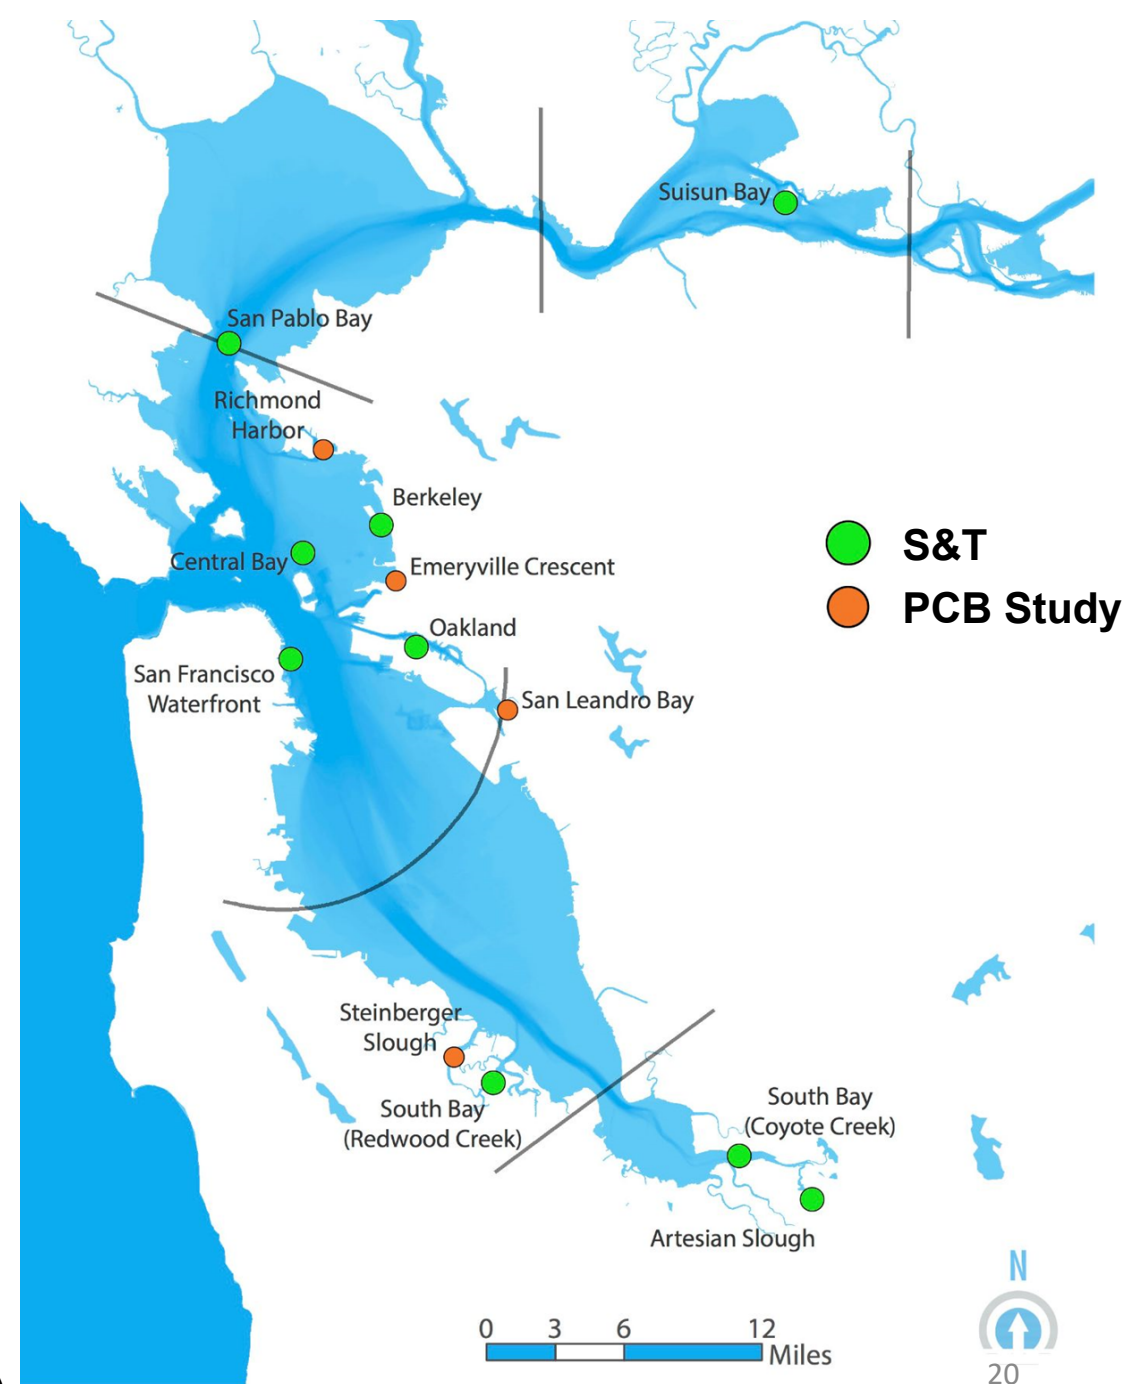 Suisun Bay
San Pablo Bay
Richmond
Harbor
Berkeley
Central Bay
Emeryville Crescent
Oakland
San Francisco
Waterfront
San Leandro Bay
S&T
PCB Study
Steinberger
Slough
South Bay
(Redwood Creek)
South Bay
(Coyote Creek)
Artesian Slough
N
0 3 6 12
Miles
20